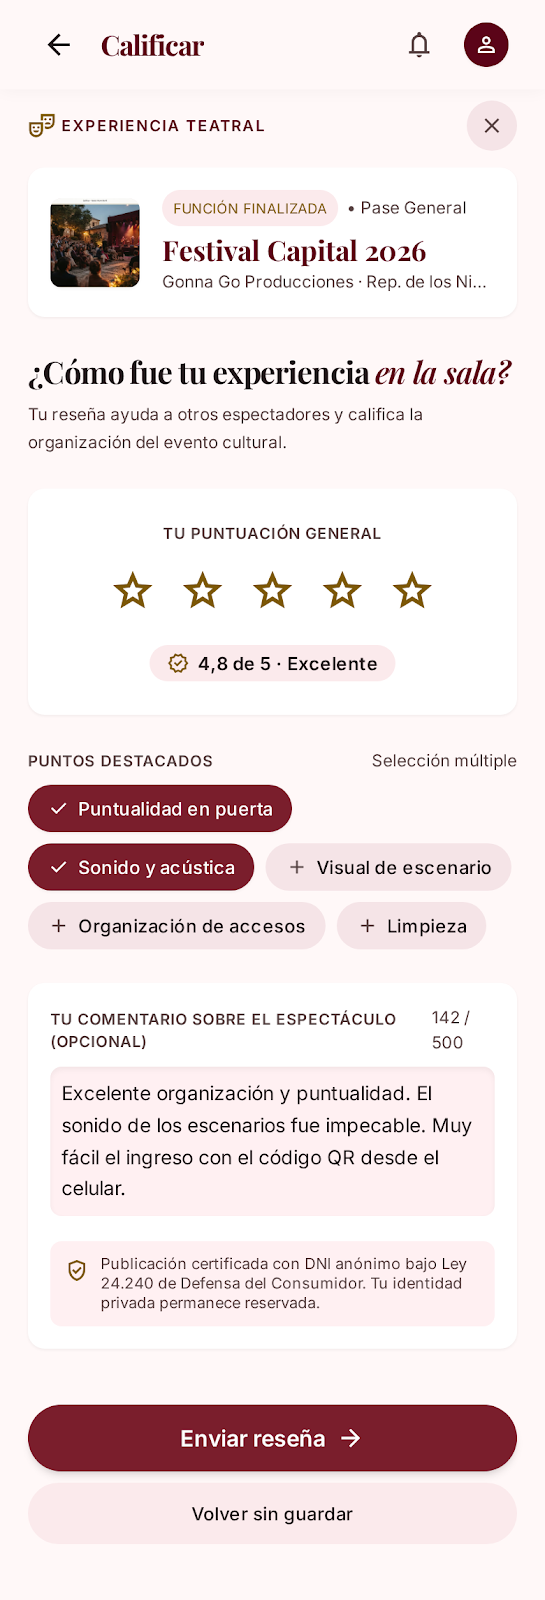 Calificar
EXPERIENCIA TEATRAL
FUNCIÓN FINALIZADA • Pase General
Festival Capital 2026
Gonna Go Producciones · Rep. de los Ni...
¿Cómo fue tu experiencia en la sala?
Tu reseña ayuda a otros espectadores y califica la
organización del evento cultural.
TU PUNTUACIÓN GENERAL
4,8 de 5 · Excelente
PUNTOS DESTACADOS Selección múltiple
Puntualidad en puerta
Sonido y acústica Visual de escenario
Organización de accesos Limpieza
TU COMENTARIO SOBRE EL ESPECTÁCULO 142 /
(OPCIONAL) 500
Excelente organización y puntualidad. El
sonido de los escenarios fue impecable. Muy
fácil el ingreso con el código QR desde el
celular.
Publicación certificada con DNI anónimo bajo Ley
24.240 de Defensa del Consumidor. Tu identidad
privada permanece reservada.
Enviar reseña
Volver sin guardar